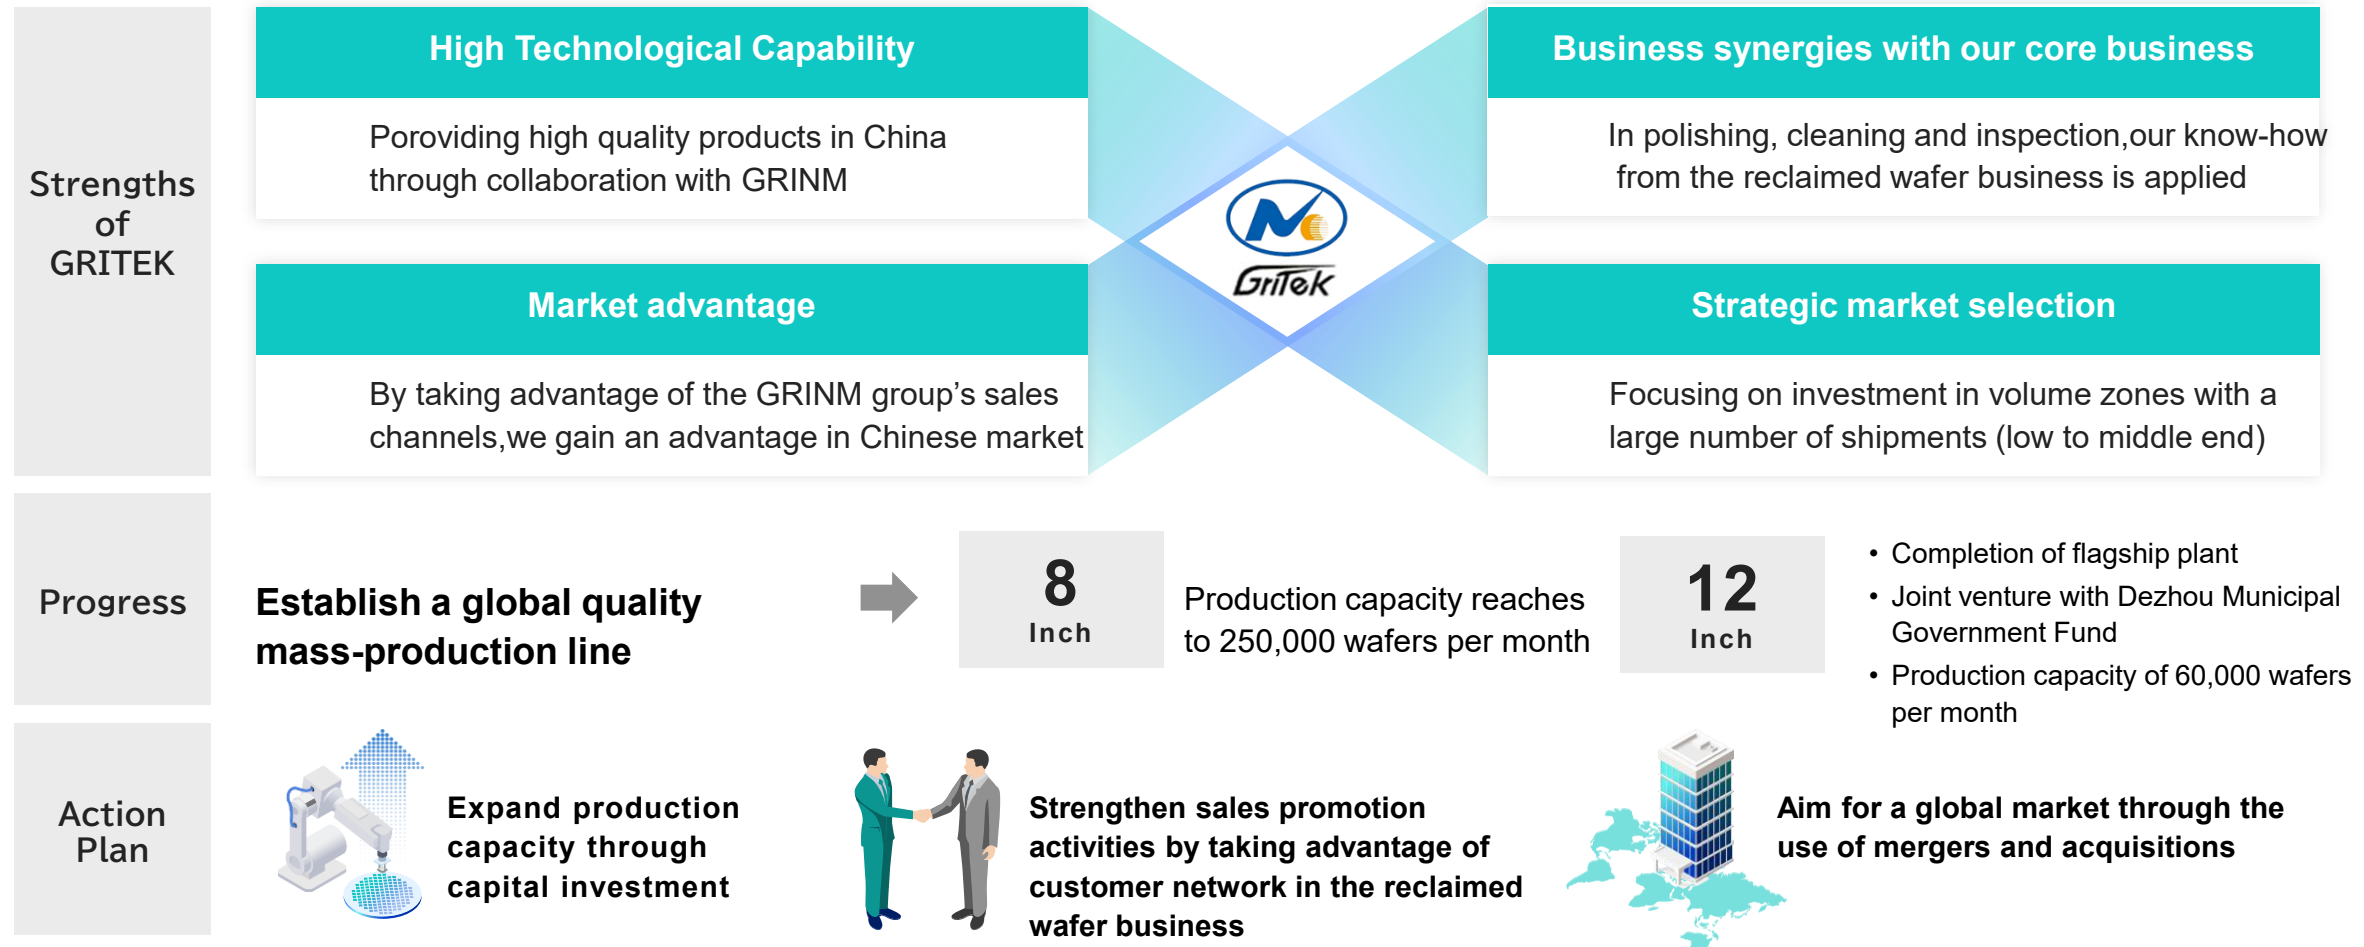 Strengths
of
GRITEK
High Technological Capability
Poroviding high quality products in China
through collaboration with GRINM
Business synergies with our core business
In polishing, cleaning and inspection,our know-how
from the reclaimed wafer business is applied
GriTek
Market advantage
By taking advantage of the GRINM group’s sales
channels,we gain an advantage in Chinese market
Strategic market selection
Focusing on investment in volume zones with a
large number of shipments (low to middle end)
Progress
Establish a global quality
mass-production line
8
Inch
Production capacity reaches
to 250,000 wafers per month
12
Inch
• Completion of flagship plant
• Joint venture with Dezhou Municipal
Government Fund
• Production capacity of 60,000 wafers
per month
Action
Plan
Expand production
capacity through
capital investment
Strengthen sales promotion
activities by taking advantage of
customer network in the reclaimed
wafer business
Aim for a global market through the
use of mergers and acquisitions